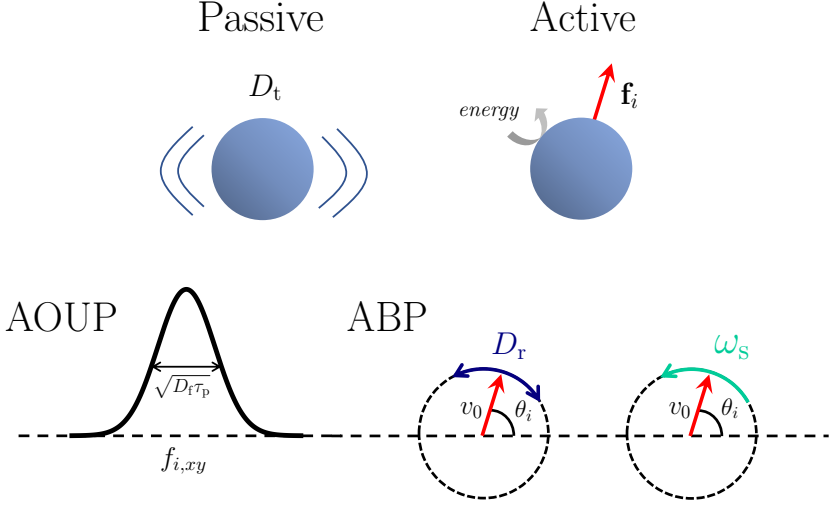 Passive Active
D_t
energy f_i
AOUP ABP
D_r ω_s
√D_f τ_p
v_0 θ_i v_0 θ_i
f_{i,xy}